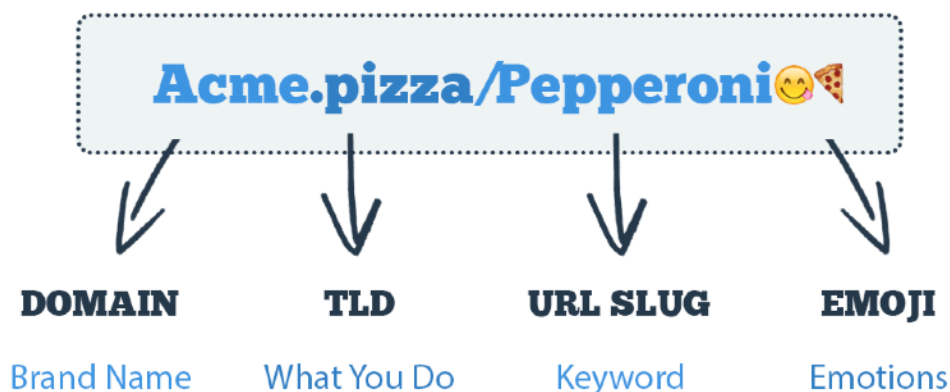 Acme.pizza/Pepperoni😋🍕
DOMAIN TLD URL SLUG EMOJI
Brand Name What You Do Keyword Emotions